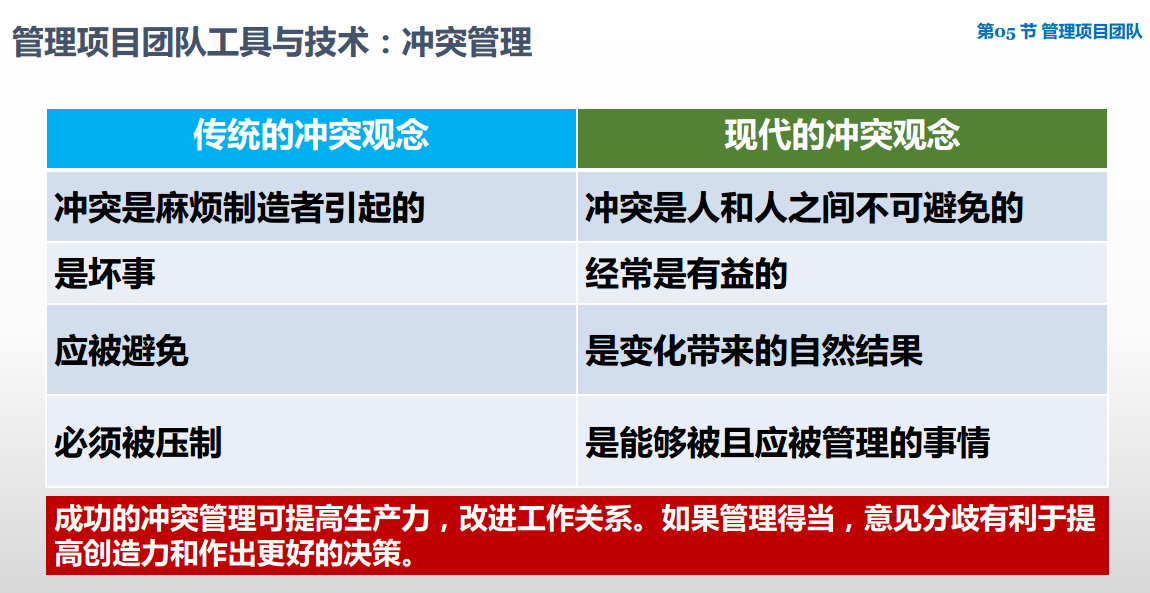 管理项目团队工具与技术：冲突管理
第05节 管理项目团队
传统的冲突观念
现代的冲突观念
冲突是麻烦制造者引起的
冲突是人和人之间不可避免的
是坏事
经常是有益的
应被避免
是变化带来的自然结果
必须被压制
是能够被且应被管理的事情
成功的冲突管理可提高生产力，改进工作关系。如果管理得当，意见分歧有利于提
高创造力和作出更好的决策。